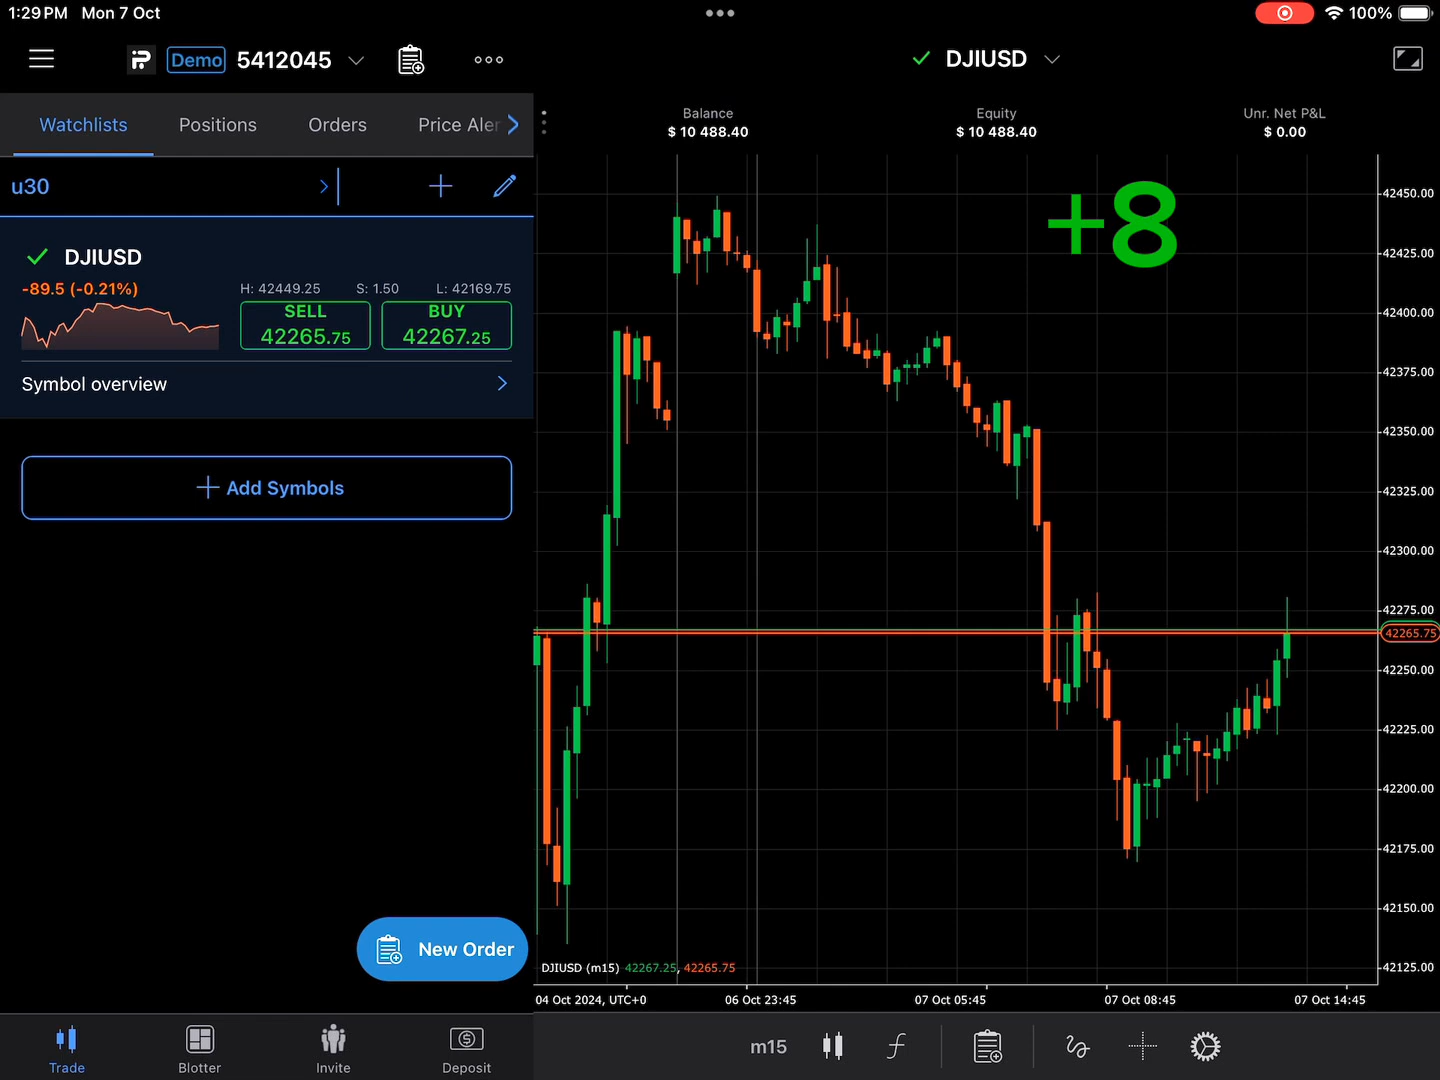 1:29 PM Mon 7 Oct
100%
Demo 5412045
DJIUSD
Watchlists Positions Orders Price Aler
Balance Equity Unr. Net P&L
$ 10 488.40 $ 10 488.40 $ 0.00
u30
DJIUSD
-89.5 (-0.21%)
H: 42449.25 S: 1.50 L: 42169.75
SELL BUY
42265.75 42267.25
Symbol overview
Add Symbols
New Order
+8
42450.00
42425.00
42400.00
42375.00
42350.00
42325.00
42300.00
42275.00
42265.75
42250.00
42225.00
42200.00
42175.00
42150.00
42125.00
DJIUSD (m15) 42267.25, 42265.75
04 Oct 2024, UTC+0 06 Oct 23:45 07 Oct 05:45 07 Oct 08:45 07 Oct 14:45
m15
Trade Blotter Invite Deposit